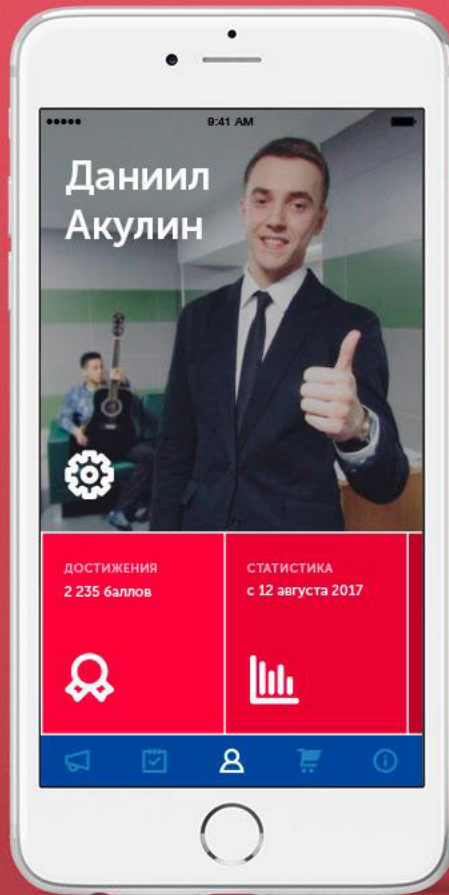 9:41 AM
Даниил
Акулин
ДОСТИЖЕНИЯ
2 235 баллов
СТАТИСТИКА
с 12 августа 2017